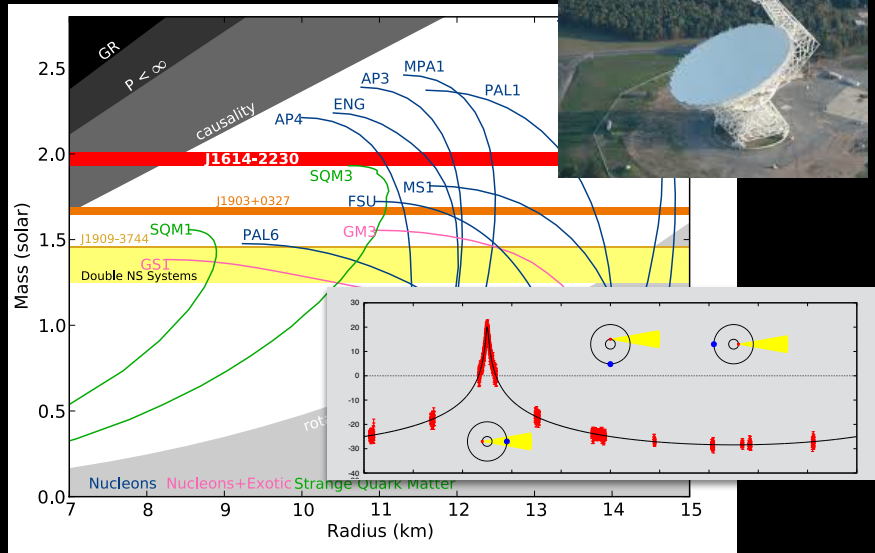 GR
P < ∞
causality
AP4
ENG
AP3
MPA1
PAL1
J1614-2230
SQM3
J1903+0327
FSU
MS1
J1909-3744
SQM1
PAL6
GM3
GS1
Double NS Systems
Nucleons Nucleons+Exotic Strange Quark Matter
Mass (solar)
2.5
2.0
1.5
1.0
0.5
0.0
7 8 9 10 11 12 13 14 15
Radius (km)
30
20
10
0
-10
-20
-30
-40